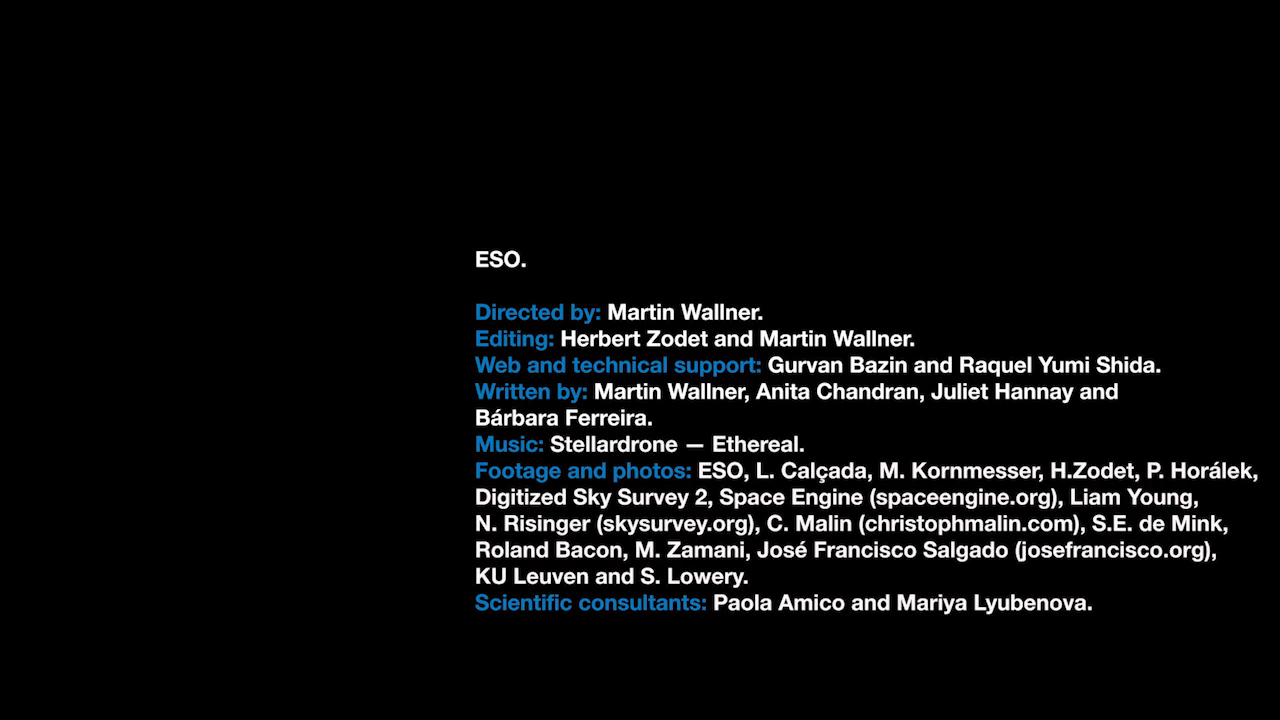 ESO.
Directed by: Martin Wallner.
Editing: Herbert Zodet and Martin Wallner.
Web and technical support: Gurvan Bazin and Raquel Yumi Shida.
Written by: Martin Wallner, Anita Chandran, Juliet Hannay and
Bárbara Ferreira.
Music: Stellardrone — Ethereal.
Footage and photos: ESO, L. Calçada, M. Kornmesser, H.Zodet, P. Horálek,
Digitized Sky Survey 2, Space Engine (spaceengine.org), Liam Young,
N. Risinger (skysurvey.org), C. Malin (christophmalin.com), S.E. de Mink,
Roland Bacon, M. Zamani, José Francisco Salgado (josefrancisco.org),
KU Leuven and S. Lowery.
Scientific consultants: Paola Amico and Mariya Lyubenova.